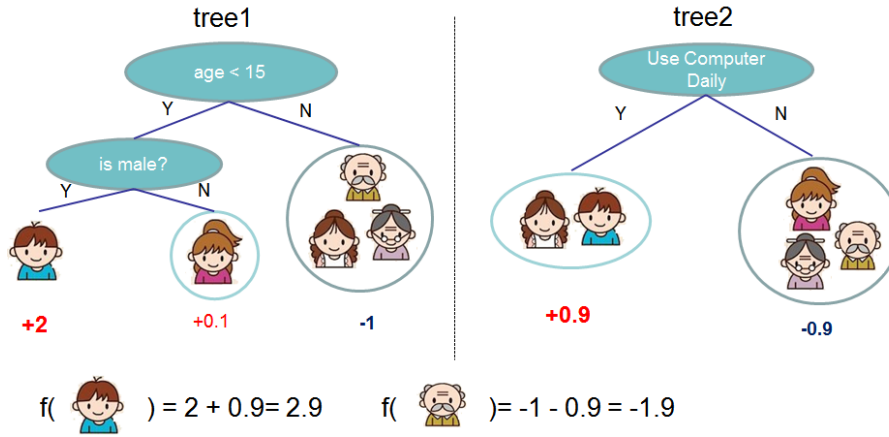 tree1
tree2
age < 15
Use Computer
Daily
Y
N
Y
N
is male?
Y
N
+2
+0.1
-1
+0.9
-0.9
f( ) = 2 + 0.9= 2.9
f( )= -1 - 0.9 = -1.9